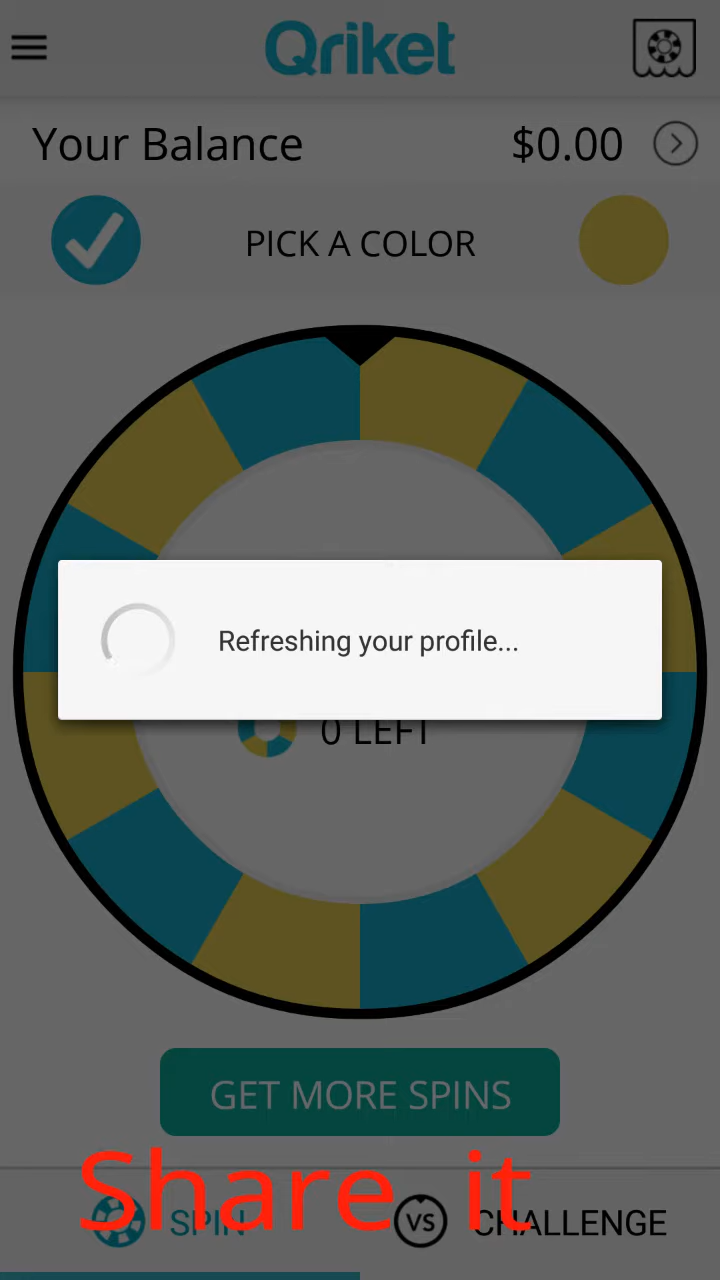 Qriket
Your Balance $0.00
PICK A COLOR
Refreshing your profile...
0 LEFT
GET MORE SPINS
Share it
SPIN VS CHALLENGE